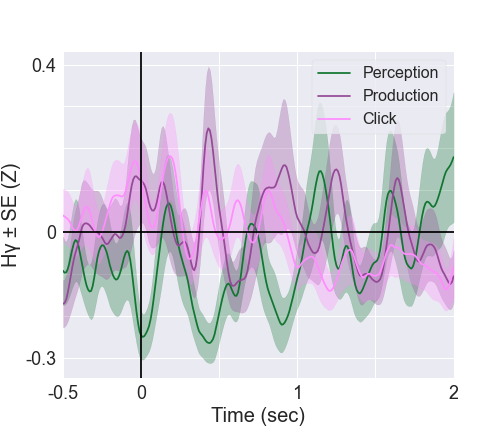 0.4
0
-0.3
Hγ ± SE (Z)
Perception
Production
Click
-0.5
0
1
2
Time (sec)